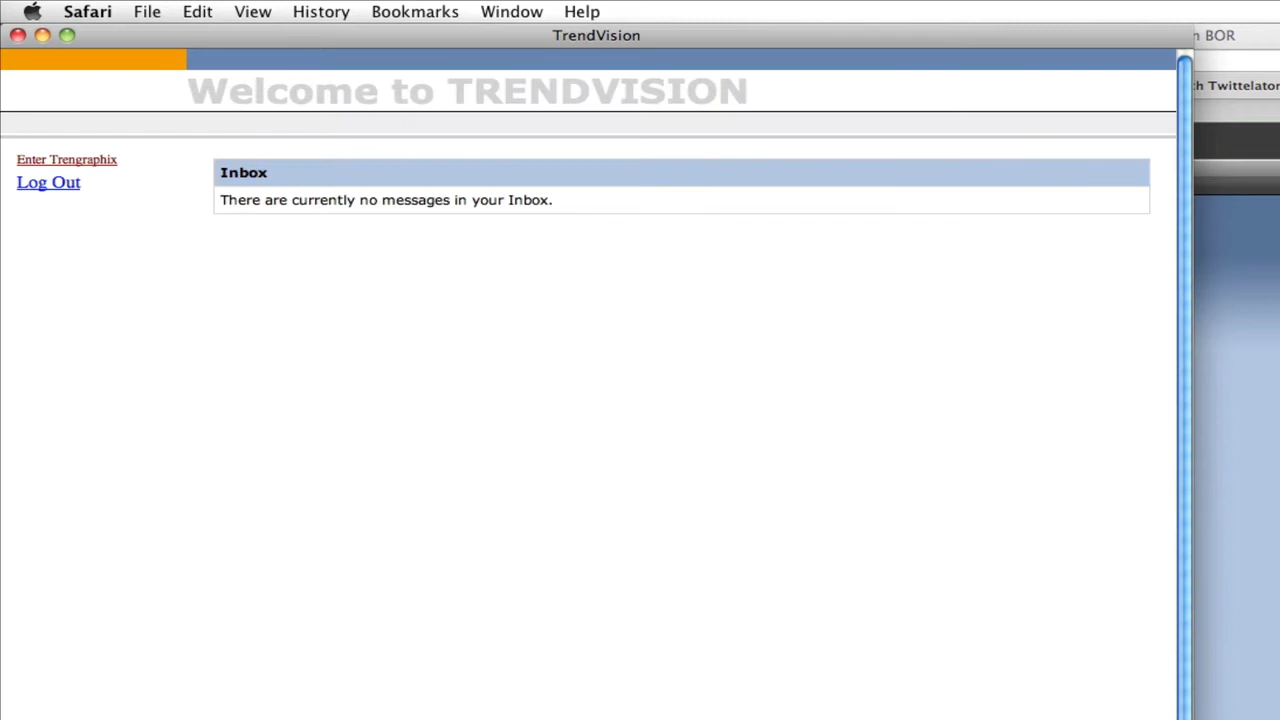 Safari File Edit View History Bookmarks Window Help
TrendVision
BOR
Twittelator
Welcome to TRENDVISION
Enter Trengraphix
Log Out
Inbox
There are currently no messages in your Inbox.